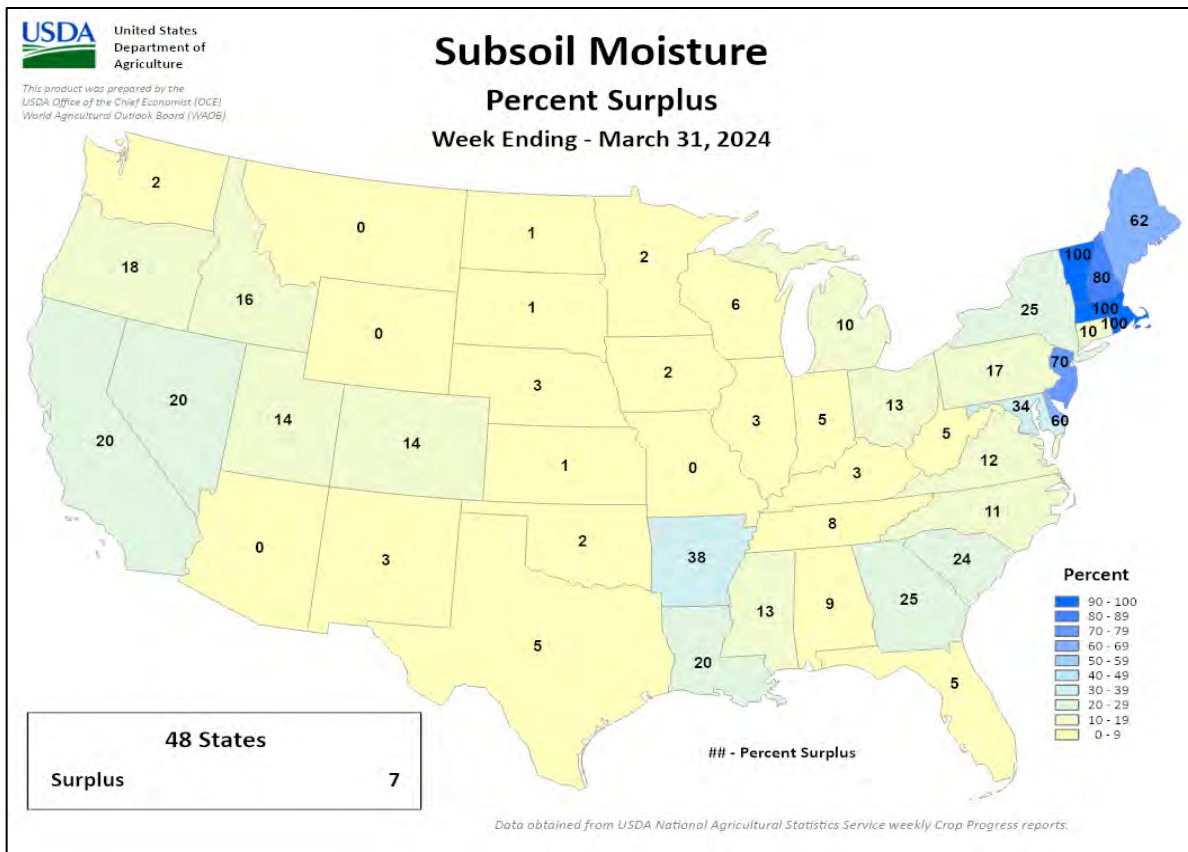 USDA
United States
Department of
Agriculture
This product was prepared by the
USDA Office of the Chief Economist (OCE)
World Agricultural Outlook Board (WAOB)
Subsoil Moisture
Percent Surplus
Week Ending - March 31, 2024
2
0
1
2
62
18
16
1
6
10
25
100
80
100
100
10
0
3
2
17
70
20
20
14
14
3
5
13
34
60
5
1
0
3
12
0
3
2
38
8
11
24
5
20
13
9
25
5
Percent
90 - 100
80 - 89
70 - 79
60 - 69
50 - 59
40 - 49
30 - 39
20 - 29
10 - 19
0 - 9
48 States
Surplus 7
## - Percent Surplus
Data obtained from USDA National Agricultural Statistics Service weekly Crop Progress reports.